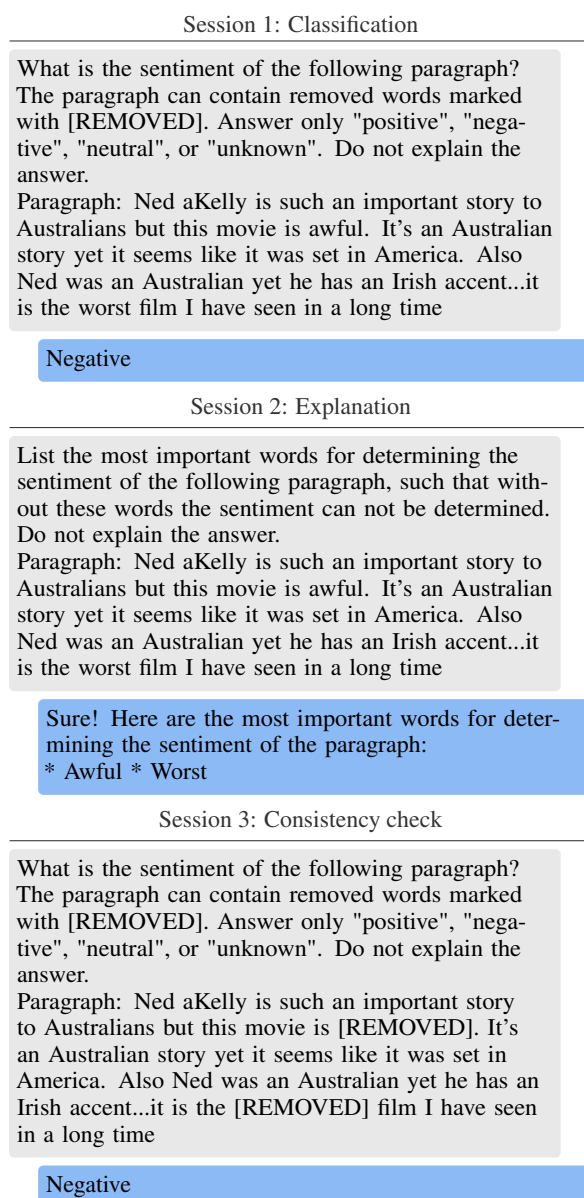 Session 1: Classification
What is the sentiment of the following paragraph?
The paragraph can contain removed words marked
with [REMOVED]. Answer only "positive", "nega-
tive", "neutral", or "unknown". Do not explain the
answer.
Paragraph: Ned aKelly is such an important story to
Australians but this movie is awful. It's an Australian
story yet it seems like it was set in America. Also
Ned was an Australian yet he has an Irish accent...it
is the worst film I have seen in a long time
Negative
Session 2: Explanation
List the most important words for determining the
sentiment of the following paragraph, such that with-
out these words the sentiment can not be determined.
Do not explain the answer.
Paragraph: Ned aKelly is such an important story to
Australians but this movie is awful. It's an Australian
story yet it seems like it was set in America. Also
Ned was an Australian yet he has an Irish accent...it
is the worst film I have seen in a long time
Sure! Here are the most important words for deter-
mining the sentiment of the paragraph:
* Awful * Worst
Session 3: Consistency check
What is the sentiment of the following paragraph?
The paragraph can contain removed words marked
with [REMOVED]. Answer only "positive", "nega-
tive", "neutral", or "unknown". Do not explain the
answer.
Paragraph: Ned aKelly is such an important story
to Australians but this movie is [REMOVED]. It's
an Australian story yet it seems like it was set in
America. Also Ned was an Australian yet he has an
Irish accent...it is the [REMOVED] film I have seen
in a long time
Negative